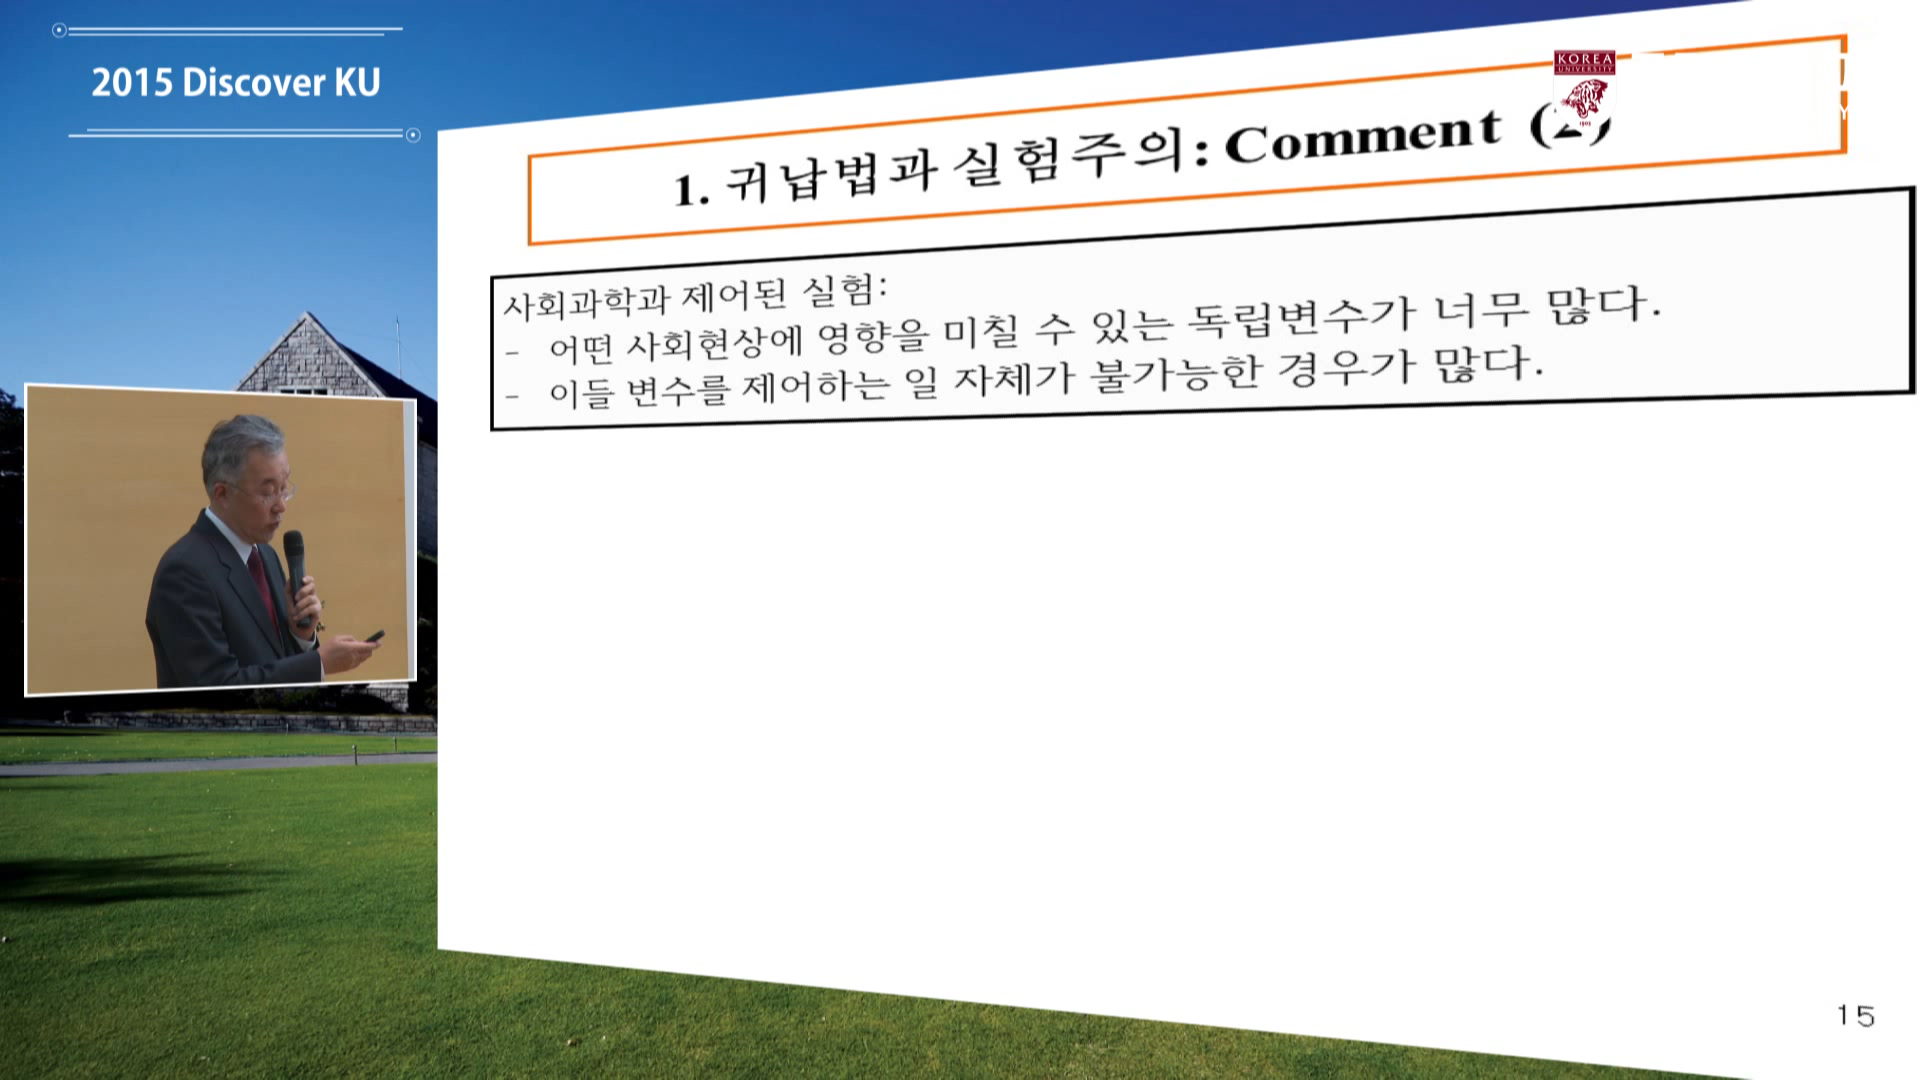 2015 Discover KU
KOREA
UNIVERSITY
1. 귀납법과 실험주의: Comment (2)
사회과학과 제어된 실험:
- 어떤 사회현상에 영향을 미칠 수 있는 독립변수가 너무 많다.
- 이들 변수를 제어하는 일 자체가 불가능한 경우가 많다.
15